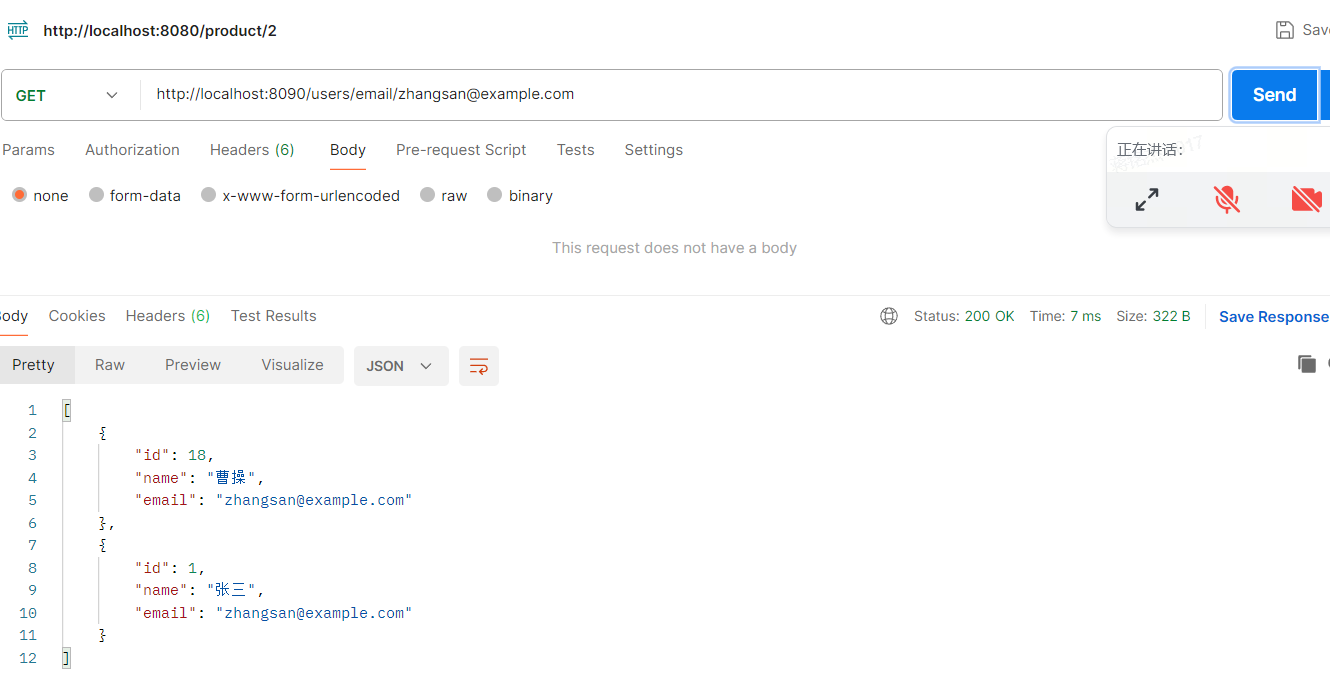 HTTP http://localhost:8080/product/2 Save
GET http://localhost:8090/users/email/zhangsan@example.com Send
Params Authorization Headers (6) Body Pre-request Script Tests Settings
正在讲话:
none form-data x-www-form-urlencoded raw binary
This request does not have a body
Body Cookies Headers (6) Test Results Status: 200 OK Time: 7 ms Size: 322 B Save Response
Pretty Raw Preview Visualize JSON
1 [
2 {
3 "id": 18,
4 "name": "曹操",
5 "email": "zhangsan@example.com"
6 },
7 {
8 "id": 1,
9 "name": "张三",
10 "email": "zhangsan@example.com"
11 }
12 ]